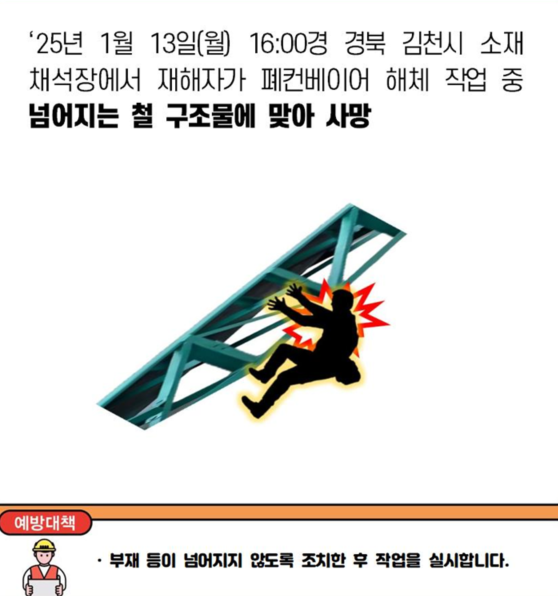 ‘25년 1월 13일(월) 16:00경 경북 김천시 소재
채석장에서 재해자가 폐컨베이어 해체 작업 중
넘어지는 철 구조물에 맞아 사망
예방대책
· 부재 등이 넘어지지 않도록 조치한 후 작업을 실시합니다.